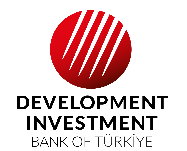 DEVELOPMENT
INVESTMENT
BANK OF TÜRKİYE